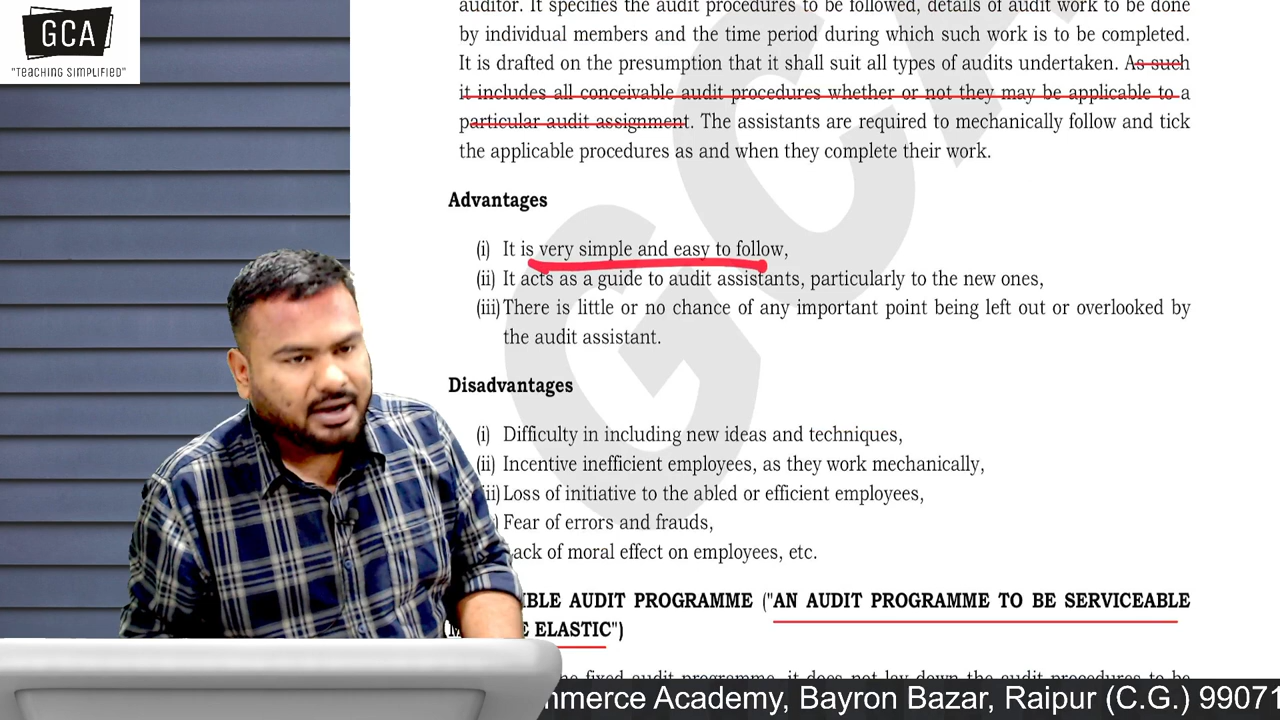 GCA
"TEACHING SIMPLIFIED"
auditor. It specifies the audit procedures to be followed, details of audit work to be done
by individual members and the time period during which such work is to be completed.
It is drafted on the presumption that it shall suit all types of audits undertaken. As such
it includes all conceivable audit procedures whether or not they may be applicable to a
particular audit assignment. The assistants are required to mechanically follow and tick
the applicable procedures as and when they complete their work.
Advantages
(i) It is very simple and easy to follow,
(ii) It acts as a guide to audit assistants, particularly to the new ones,
(iii) There is little or no chance of any important point being left out or overlooked by
the audit assistant.
Disadvantages
(i) Difficulty in including new ideas and techniques,
(ii) Incentive inefficient employees, as they work mechanically,
ii) Loss of initiative to the abled or efficient employees,
) Fear of errors and frauds,
ack of moral effect on employees, etc.
IBLE AUDIT PROGRAMME ("AN AUDIT PROGRAMME TO BE SERVICEABLE
E ELASTIC")
fixed audit programme, it does not lay down the audit procedures to be
mmerce Academy, Bayron Bazar, Raipur (C.G.) 99071
GCA